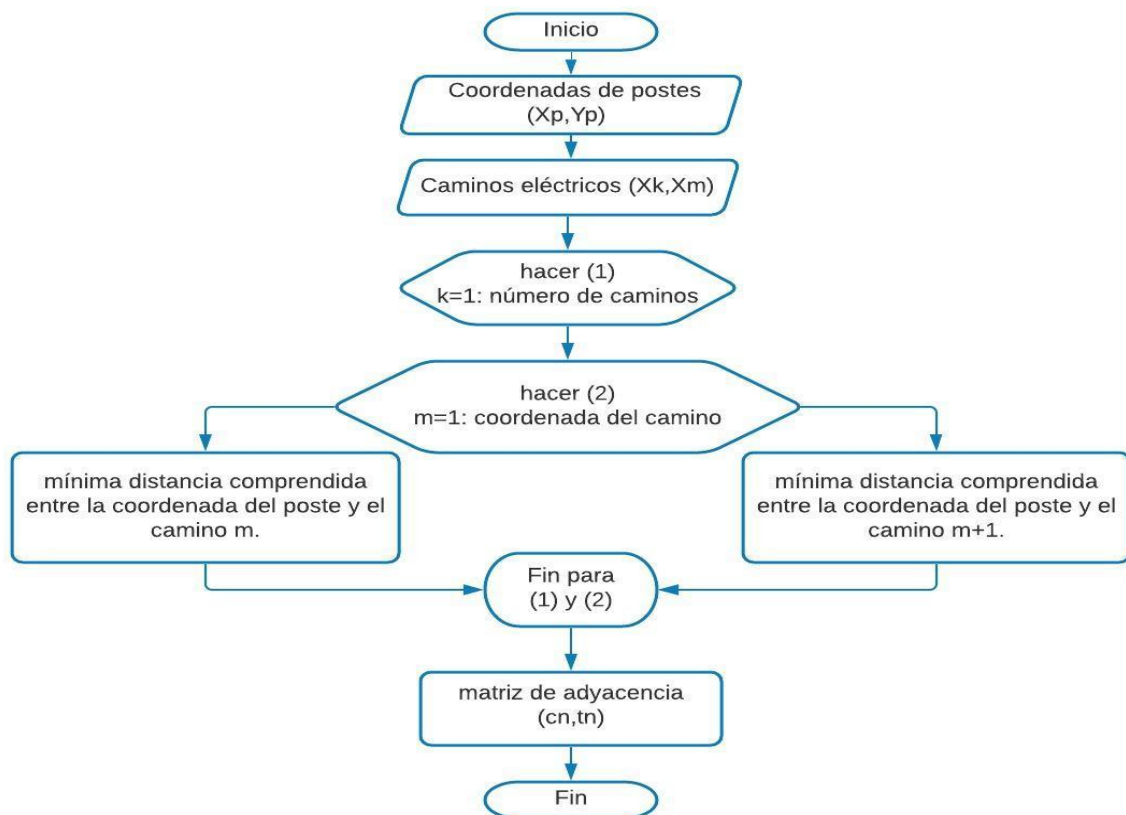 Inicio
Coordenadas de postes
(Xp,Yp)
Caminos eléctricos (Xk,Xm)
hacer (1)
k=1: número de caminos
hacer (2)
m=1: coordenada del camino
mínima distancia comprendida
entre la coordenada del poste y el
camino m.
mínima distancia comprendida
entre la coordenada del poste y el
camino m+1.
Fin para
(1) y (2)
matriz de adyacencia
(cn,tn)
Fin